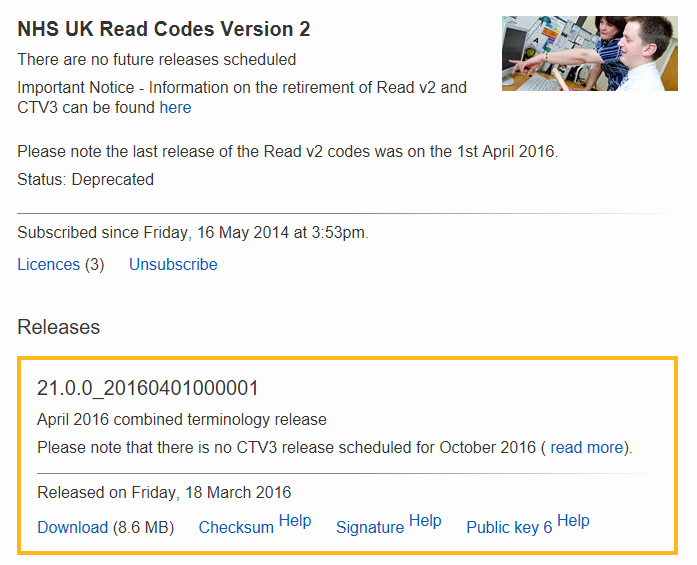 NHS UK Read Codes Version 2
There are no future releases scheduled
Important Notice - Information on the retirement of Read v2 and
CTV3 can be found here
Please note the last release of the Read v2 codes was on the 1st April 2016.
Status: Deprecated
Subscribed since Friday, 16 May 2014 at 3:53pm.
Licences (3) Unsubscribe
Releases
21.0.0_20160401000001
April 2016 combined terminology release
Please note that there is no CTV3 release scheduled for October 2016 ( read more).
Released on Friday, 18 March 2016
Download (8.6 MB) Checksum Help Signature Help Public key 6 Help